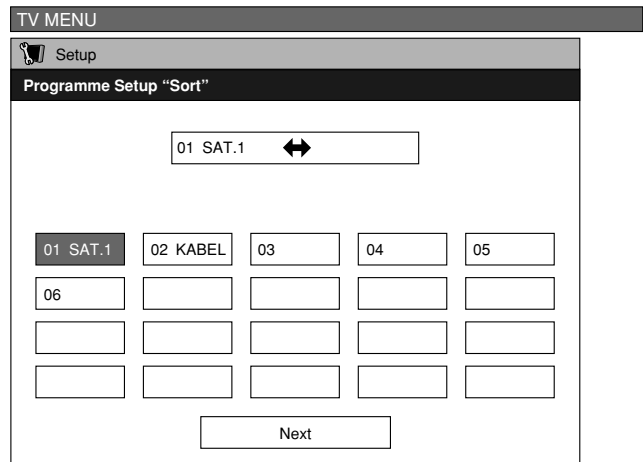 TV MENU
Setup
Programme Setup “Sort”
01 SAT.1
01 SAT.1 02 KABEL 03 04 05
06
Next